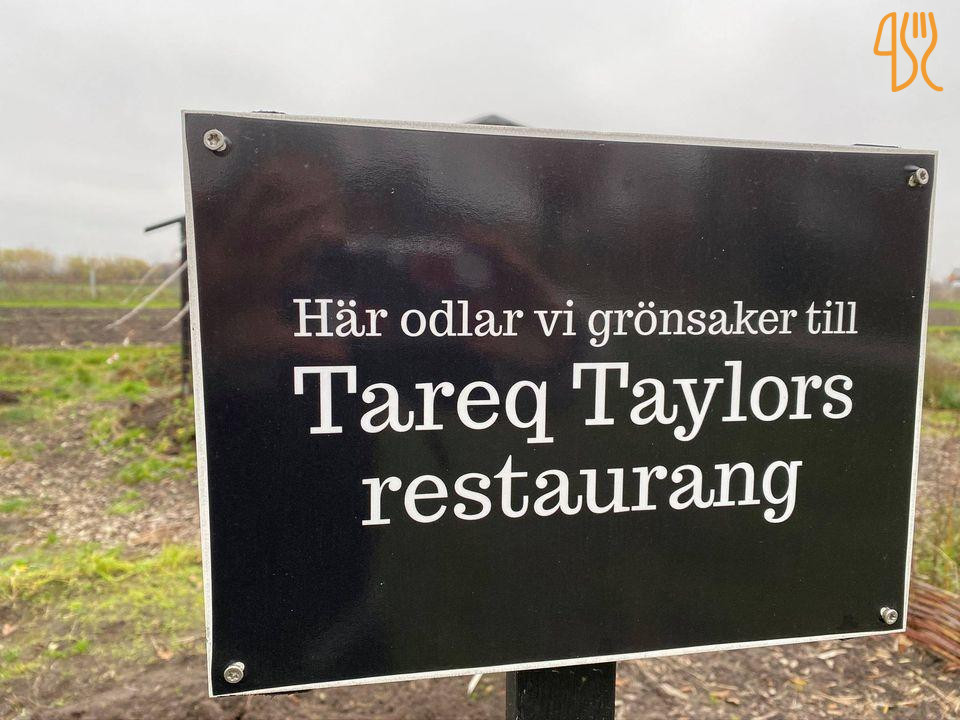 Här odlar vi grönsaker till
Tareq Taylors
restaurang